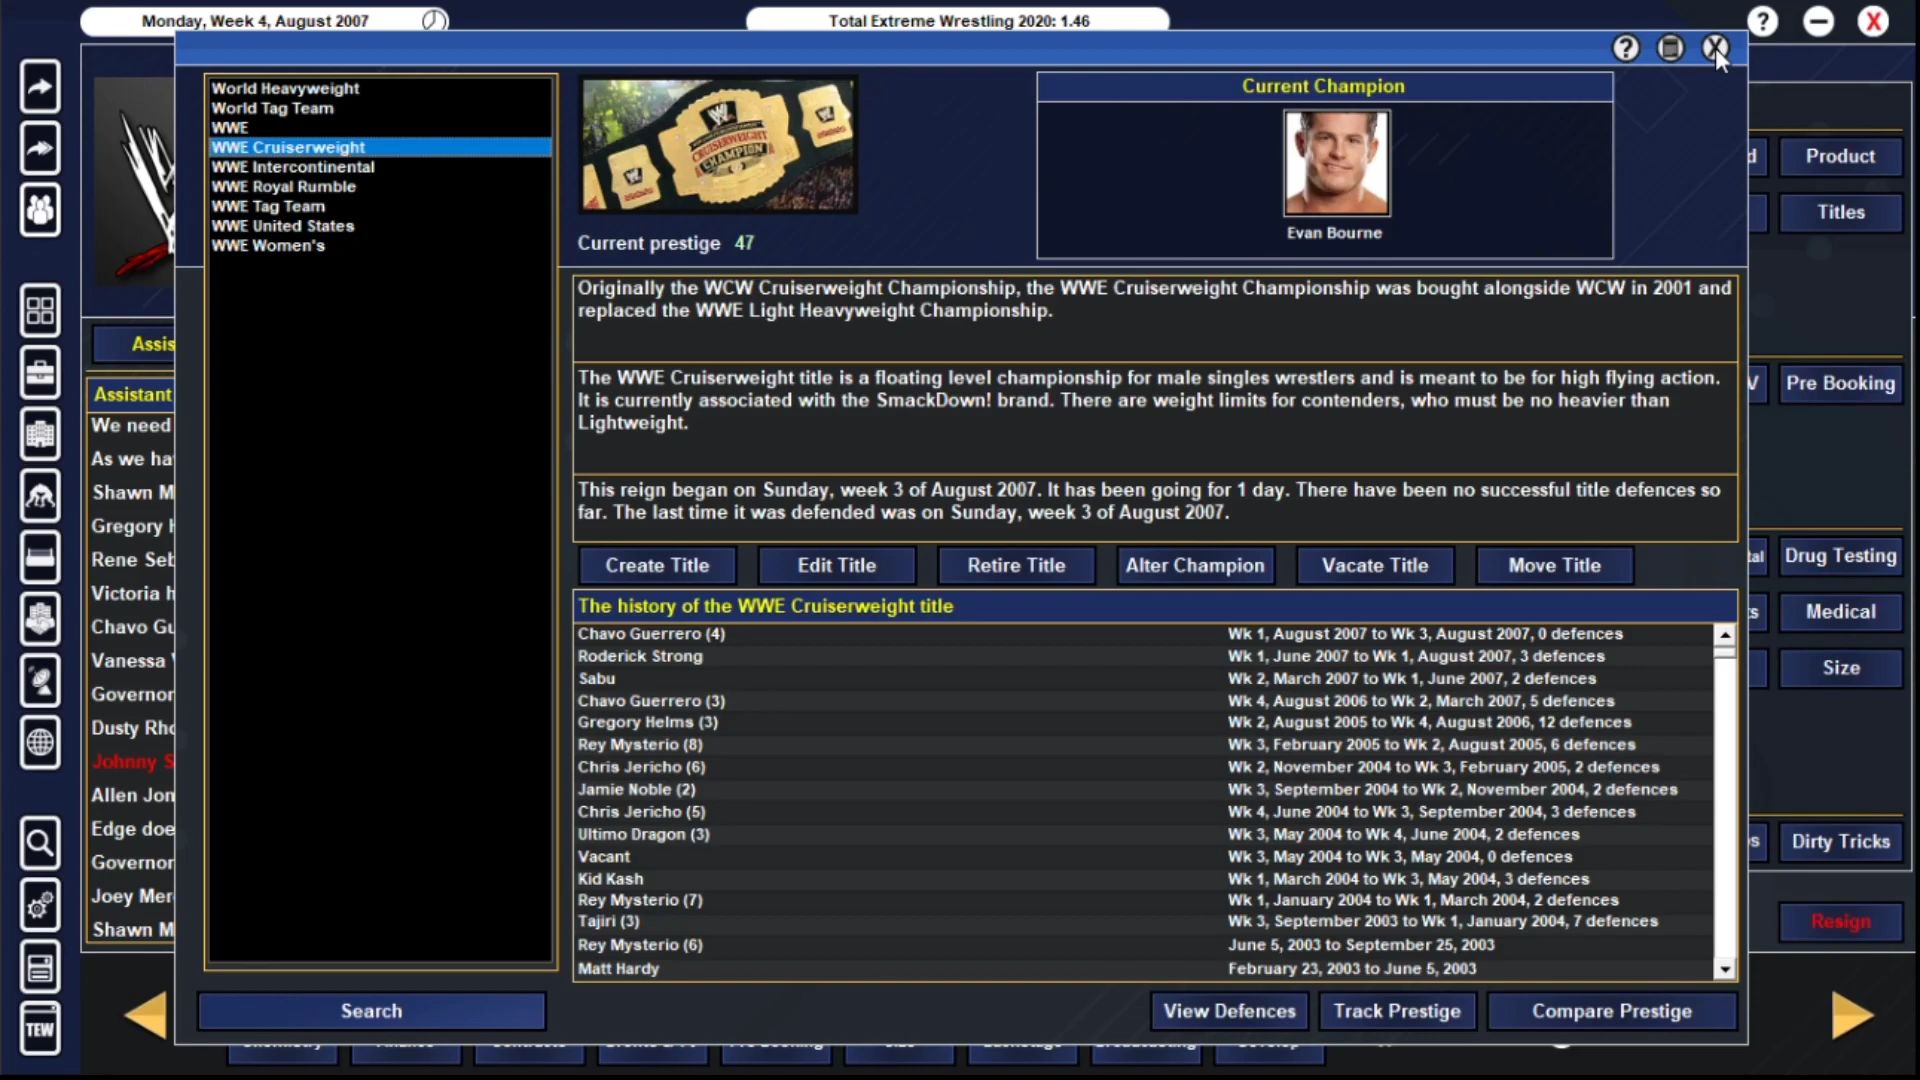 Monday, Week 4, August 2007
Total Extreme Wrestling 2020: 1.46
World Heavyweight
World Tag Team
WWE
WWE Cruiserweight
WWE Intercontinental
WWE Royal Rumble
WWE Tag Team
WWE United States
WWE Women's
Current prestige 47
Current Champion
Evan Bourne
Originally the WCW Cruiserweight Championship, the WWE Cruiserweight Championship was bought alongside WCW in 2001 and
replaced the WWE Light Heavyweight Championship.
The WWE Cruiserweight title is a floating level championship for male singles wrestlers and is meant to be for high flying action.
It is currently associated with the SmackDown! brand. There are weight limits for contenders, who must be no heavier than
Lightweight.
This reign began on Sunday, week 3 of August 2007. It has been going for 1 day. There have been no successful title defences so
far. The last time it was defended was on Sunday, week 3 of August 2007.
Create Title
Edit Title
Retire Title
Alter Champion
Vacate Title
Move Title
The history of the WWE Cruiserweight title
Chavo Guerrero (4) Wk 1, August 2007 to Wk 3, August 2007, 0 defences
Roderick Strong Wk 1, June 2007 to Wk 1, August 2007, 3 defences
Sabu Wk 2, March 2007 to Wk 1, June 2007, 2 defences
Chavo Guerrero (3) Wk 4, August 2006 to Wk 2, March 2007, 5 defences
Gregory Helms (3) Wk 2, August 2005 to Wk 4, August 2006, 12 defences
Rey Mysterio (8) Wk 3, February 2005 to Wk 2, August 2005, 6 defences
Chris Jericho (6) Wk 2, November 2004 to Wk 3, February 2005, 2 defences
Jamie Noble (2) Wk 3, September 2004 to Wk 2, November 2004, 2 defences
Chris Jericho (5) Wk 4, June 2004 to Wk 3, September 2004, 3 defences
Ultimo Dragon (3) Wk 3, May 2004 to Wk 4, June 2004, 2 defences
Vacant Wk 3, May 2004 to Wk 3, May 2004, 0 defences
Kid Kash Wk 1, March 2004 to Wk 3, May 2004, 3 defences
Rey Mysterio (7) Wk 1, January 2004 to Wk 1, March 2004, 2 defences
Tajiri (3) Wk 3, September 2003 to Wk 1, January 2004, 7 defences
Rey Mysterio (6) June 5, 2003 to September 25, 2003
Matt Hardy February 23, 2003 to June 5, 2003
Search
View Defences
Track Prestige
Compare Prestige
Assis
Assistant
We need
As we ha
Shawn M
Gregory H
Rene Seb
Victoria h
Chavo Gu
Vanessa
Governor
Dusty Rho
Johnny S
Allen Jon
Edge doe
Governor
Joey Mer
Shawn M
TEW
Product
Titles
Pre Booking
Drug Testing
Medical
Size
Dirty Tricks
Resign
CRUISERWEIGHT
CHAMPION